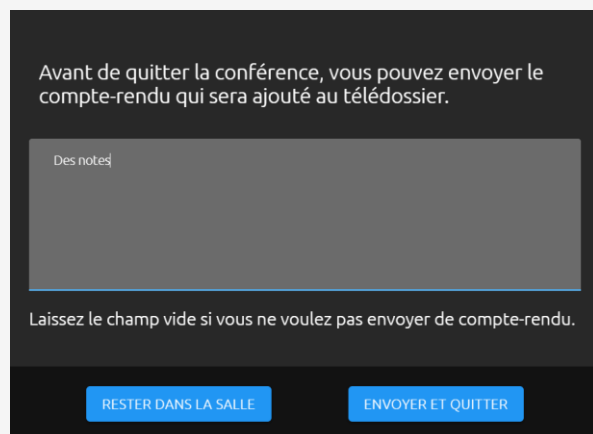 Avant de quitter la conférence, vous pouvez envoyer le
compte-rendu qui sera ajouté au télédossier.
Des notes
Laissez le champ vide si vous ne voulez pas envoyer de compte-rendu.
RESTER DANS LA SALLE
ENVOYER ET QUITTER